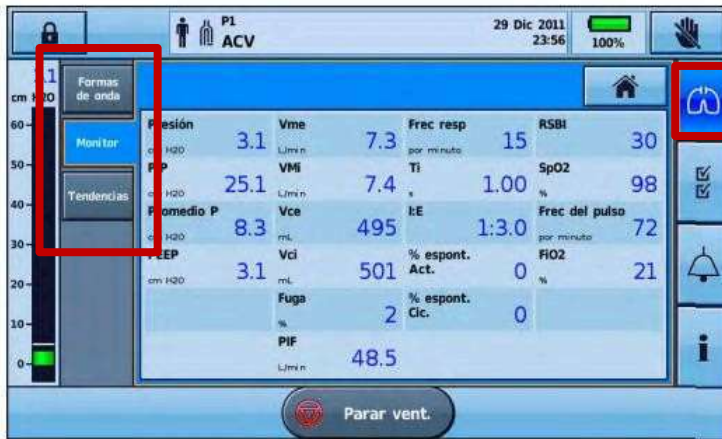 P1
ACV
29 Dic 2011
23:56
100%
cm H2O
60
50
40
30
20
10
0
Formas
de onda
Monitor
Tendencias
Presión 3.1 Vme 7.3 Frec resp 15 RSBI 30
cm H2O L/min por minuto
25.1 VMi 7.4 Ti 1.00 SpO2 98
cm H2O L/min s %
Promedio P 8.3 Vce 495 I:E 1:3.0 Frec del pulso 72
cm H2O mL por minuto
PEEP 3.1 Vci 501 % espont. Act. 0 FiO2 21
cm H2O mL %
Fuga 2 % espont. Cic. 0
%
PIF 48.5
L/min
Parar vent.